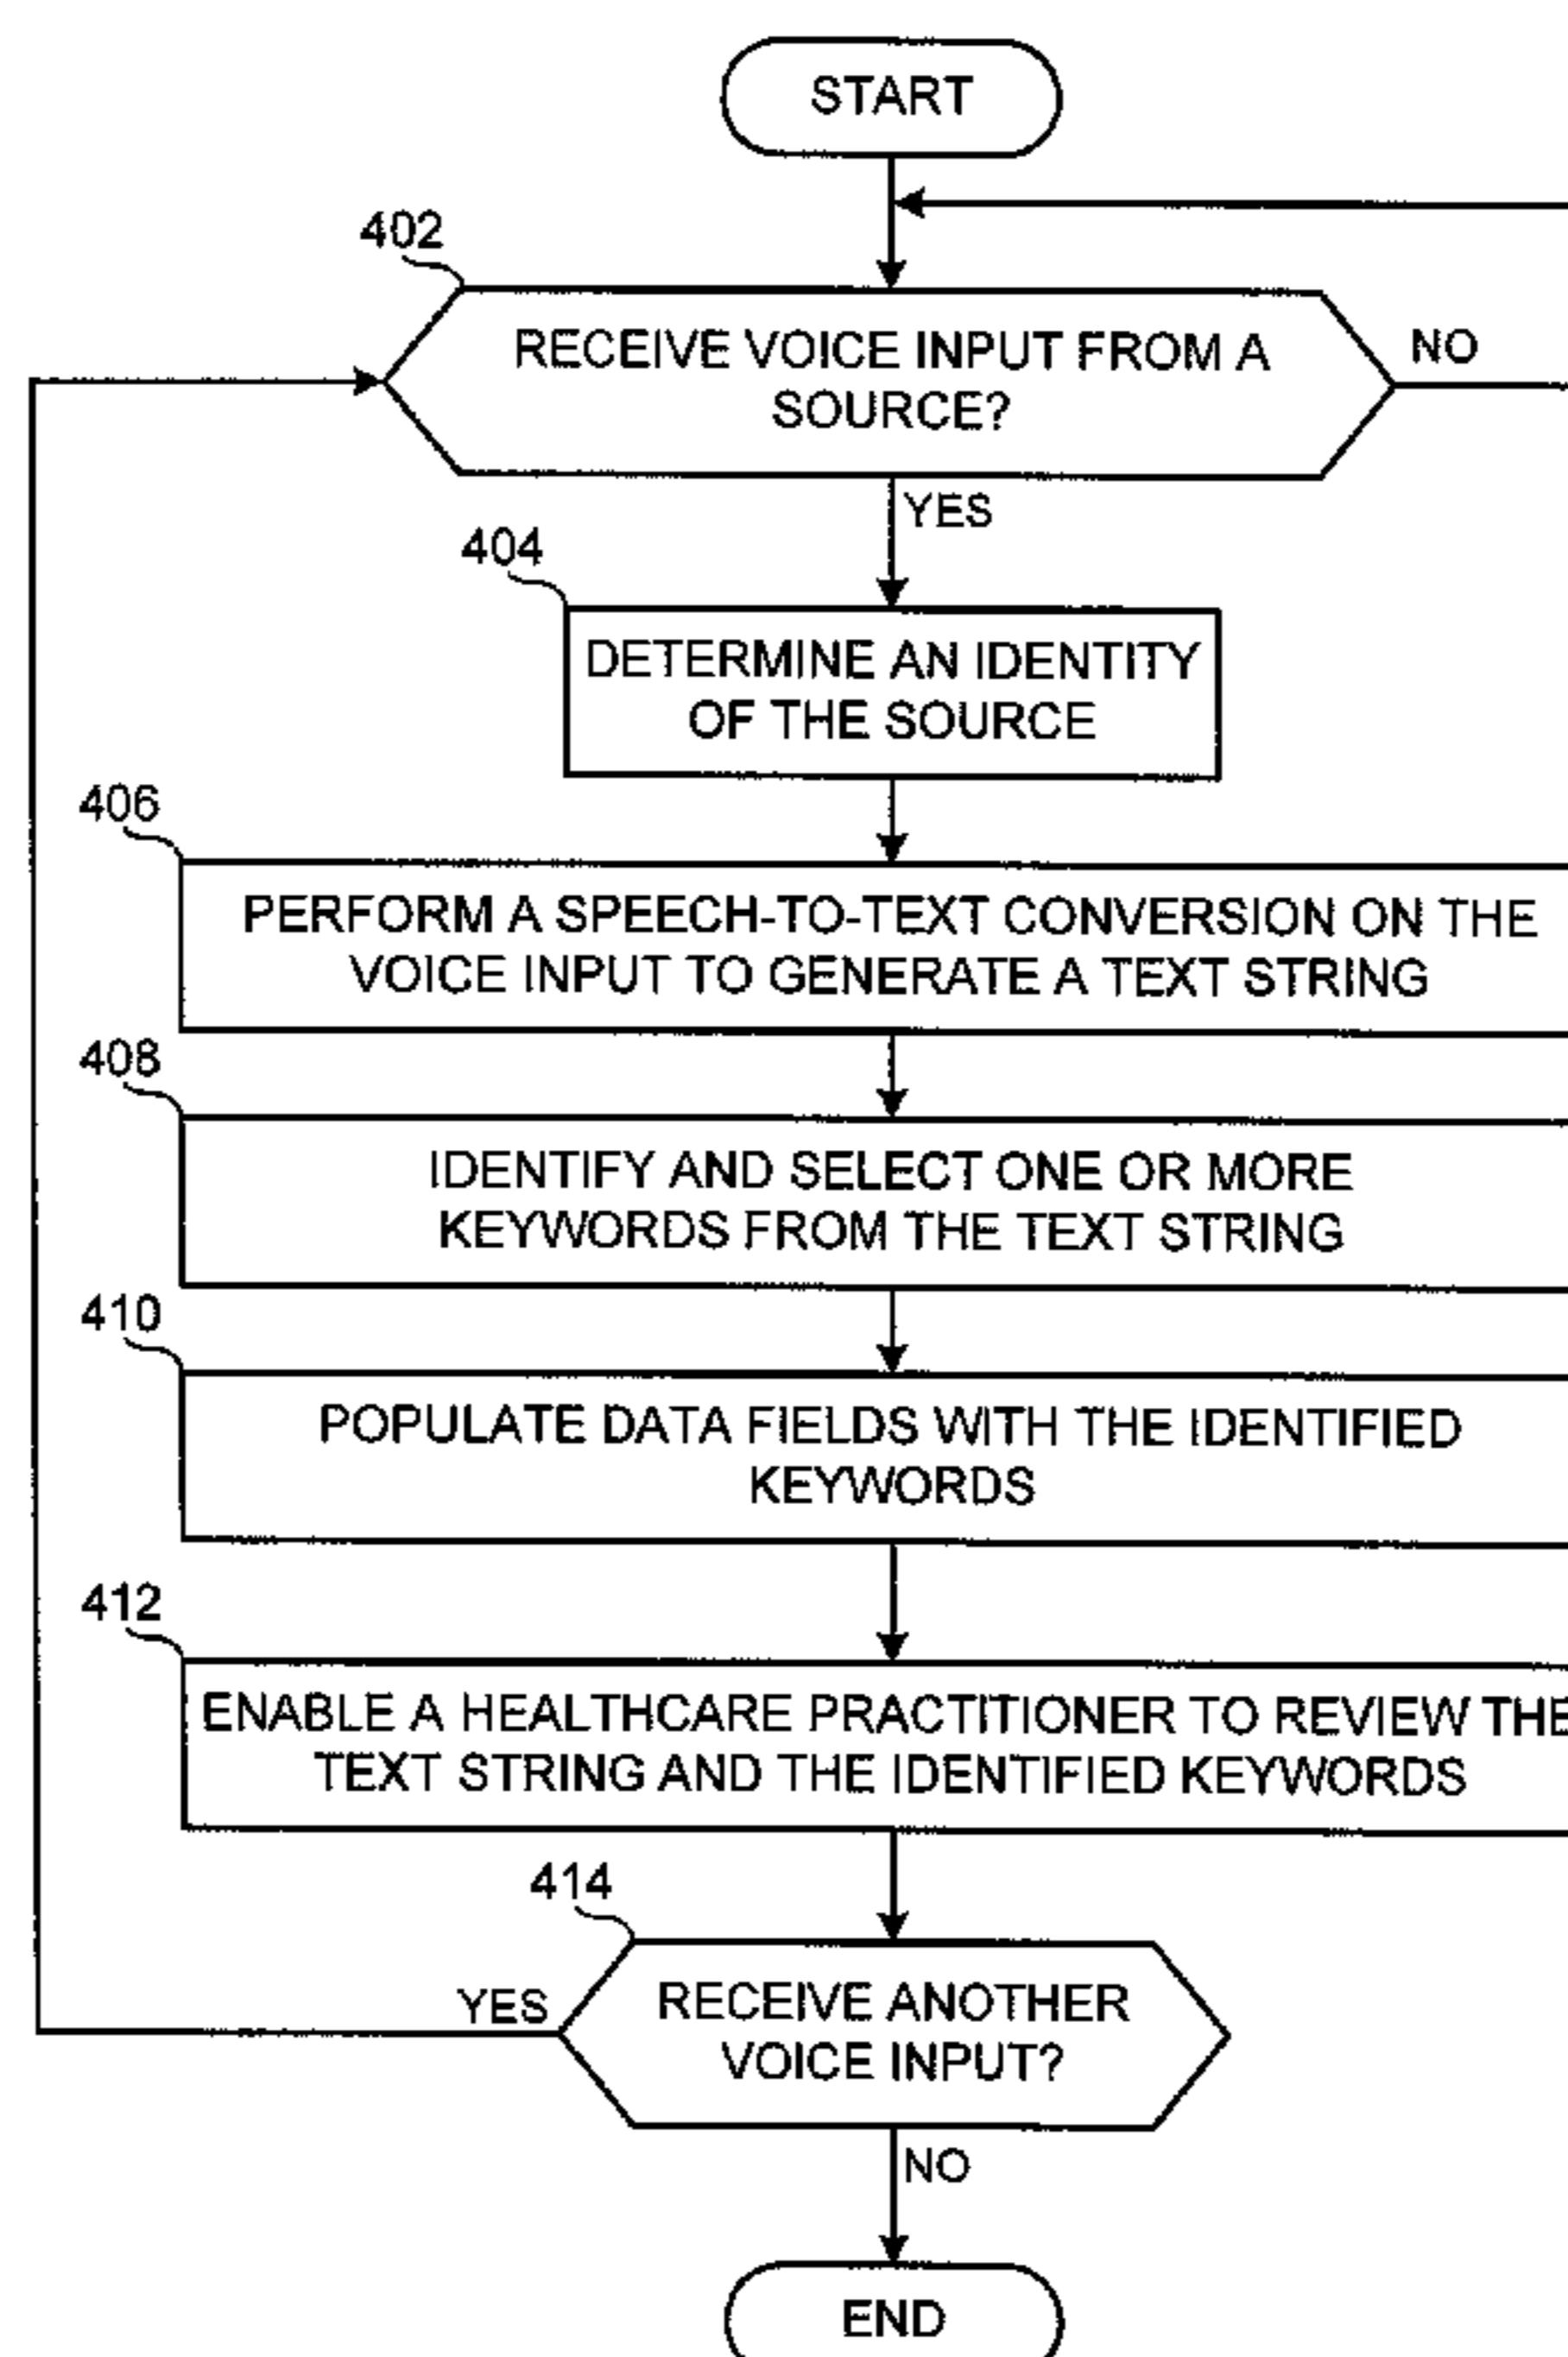 START
402
RECEIVE VOICE INPUT FROM A
SOURCE?
NO
YES
404
DETERMINE AN IDENTITY
OF THE SOURCE
406
PERFORM A SPEECH-TO-TEXT CONVERSION ON THE
VOICE INPUT TO GENERATE A TEXT STRING
408
IDENTIFY AND SELECT ONE OR MORE
KEYWORDS FROM THE TEXT STRING
410
POPULATE DATA FIELDS WITH THE IDENTIFIED
KEYWORDS
412
ENABLE A HEALTHCARE PRACTITIONER TO REVIEW THE
TEXT STRING AND THE IDENTIFIED KEYWORDS
414
YES
RECEIVE ANOTHER
VOICE INPUT?
NO
END